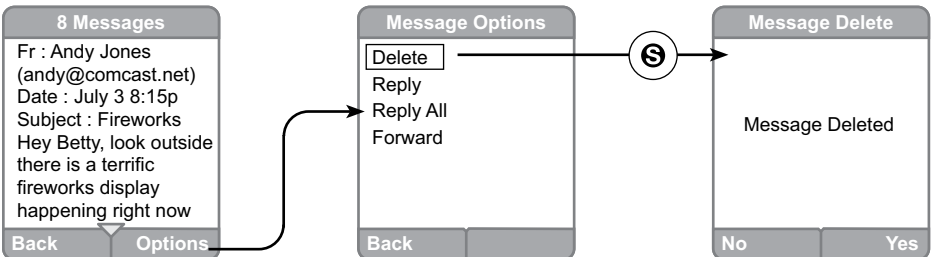 8 Messages
Fr : Andy Jones
(andy@comcast.net)
Date : July 3 8:15p
Subject : Fireworks
Hey Betty, look outside
there is a terrific
fireworks display
happening right now
Back Options
Message Options
Delete
Reply
Reply All
Forward
Back
S
Message Delete
Message Deleted
No Yes